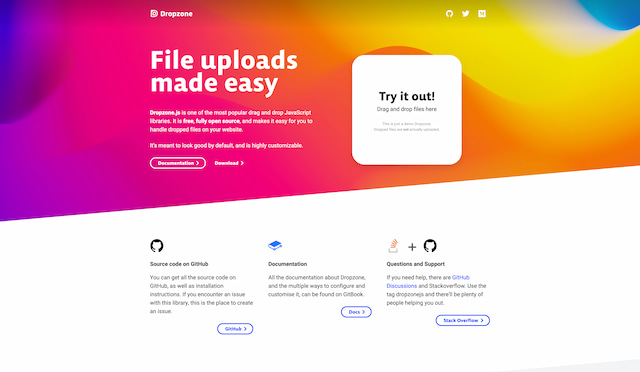 Dropzone
File uploads
made easy
Dropzone.js is one of the most popular drag and drop JavaScript
libraries. It is free, fully open source, and makes it easy for you to
handle dropped files on your website.
It's meant to look good by default, and is highly customizable.
Documentation
Download
Try it out!
Drag and drop files here
This is just a demo dropzone.
Dropped files are not actually uploaded.
Source code on GitHub
You can get all the source code on
GitHub, as well as installation
instructions. If you encounter an issue
with this library, this is the place to create
an issue.
GitHub
Documentation
All the documentation about Dropzone,
and the multiple ways to configure and
customise it, can be found on GitBook.
Docs
+
Questions and Support
If you need help, there are GitHub
Discussions and Stackoverflow. Use the
tag dropzonejs and there'll be plenty of
people helping you out.
Stack Overflow